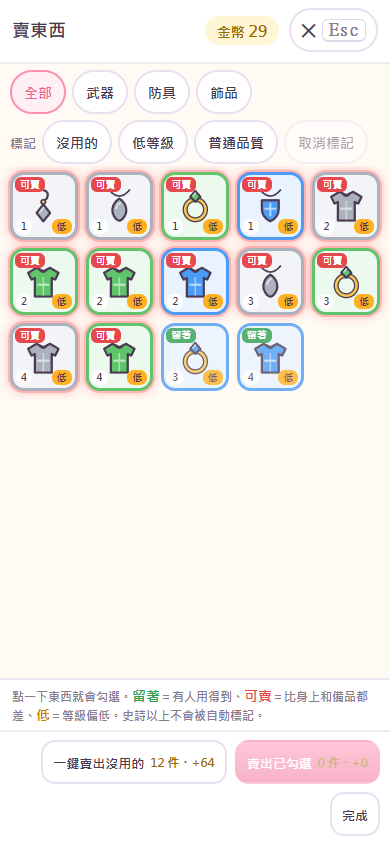 賣東西 金幣 29 × Esc
全部 武器 防具 飾品
標記 沒用的 低等級 普通品質 取消標記
可賣 可賣 可賣 可賣 可賣
1 低 1 低 1 低 1 低 2 低
可賣 可賣 可賣 可賣 可賣
2 低 2 低 2 低 3 低 3 低
可賣 可賣 留著 留著
4 低 4 低 3 低 4 低
點一下東西就會勾選。留著 = 有人用得到、可賣 = 比身上和備品都
差、低 = 等級偏低。史詩以上不會被自動標記。
一鍵賣出沒用的 12 件・+64 賣出已勾選 0 件・+0
完成